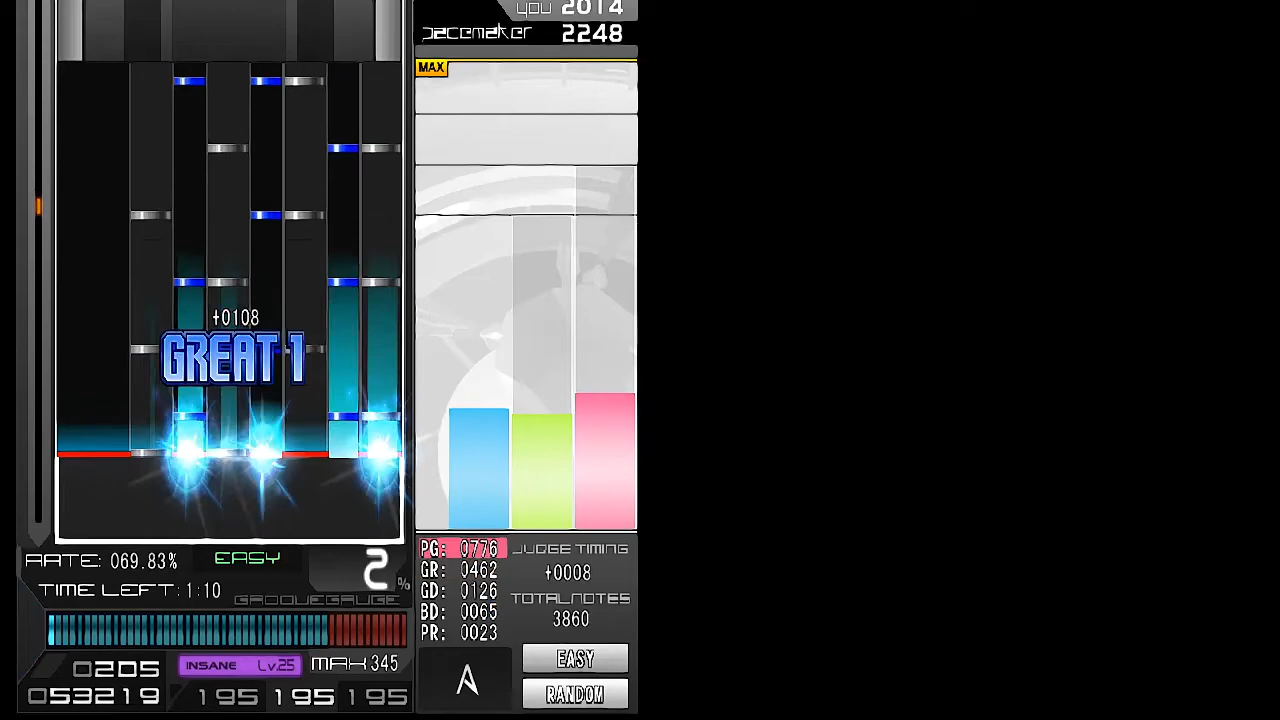 you 2014
pacemaker 2248
MAX
+0108
GREAT 1
RATE: 069.83%
EASY
2%
TIME LEFT: 1:10
GROOVEGAUGE
0205
INSANE Lv.25
MAX 345
053219
195 195 195
PG: 0776
GR: 0462
GD: 0126
BD: 0065
PR: 0023
JUDGE TIMING
+0008
TOTALNOTES
3860
A
EASY
RANDOM